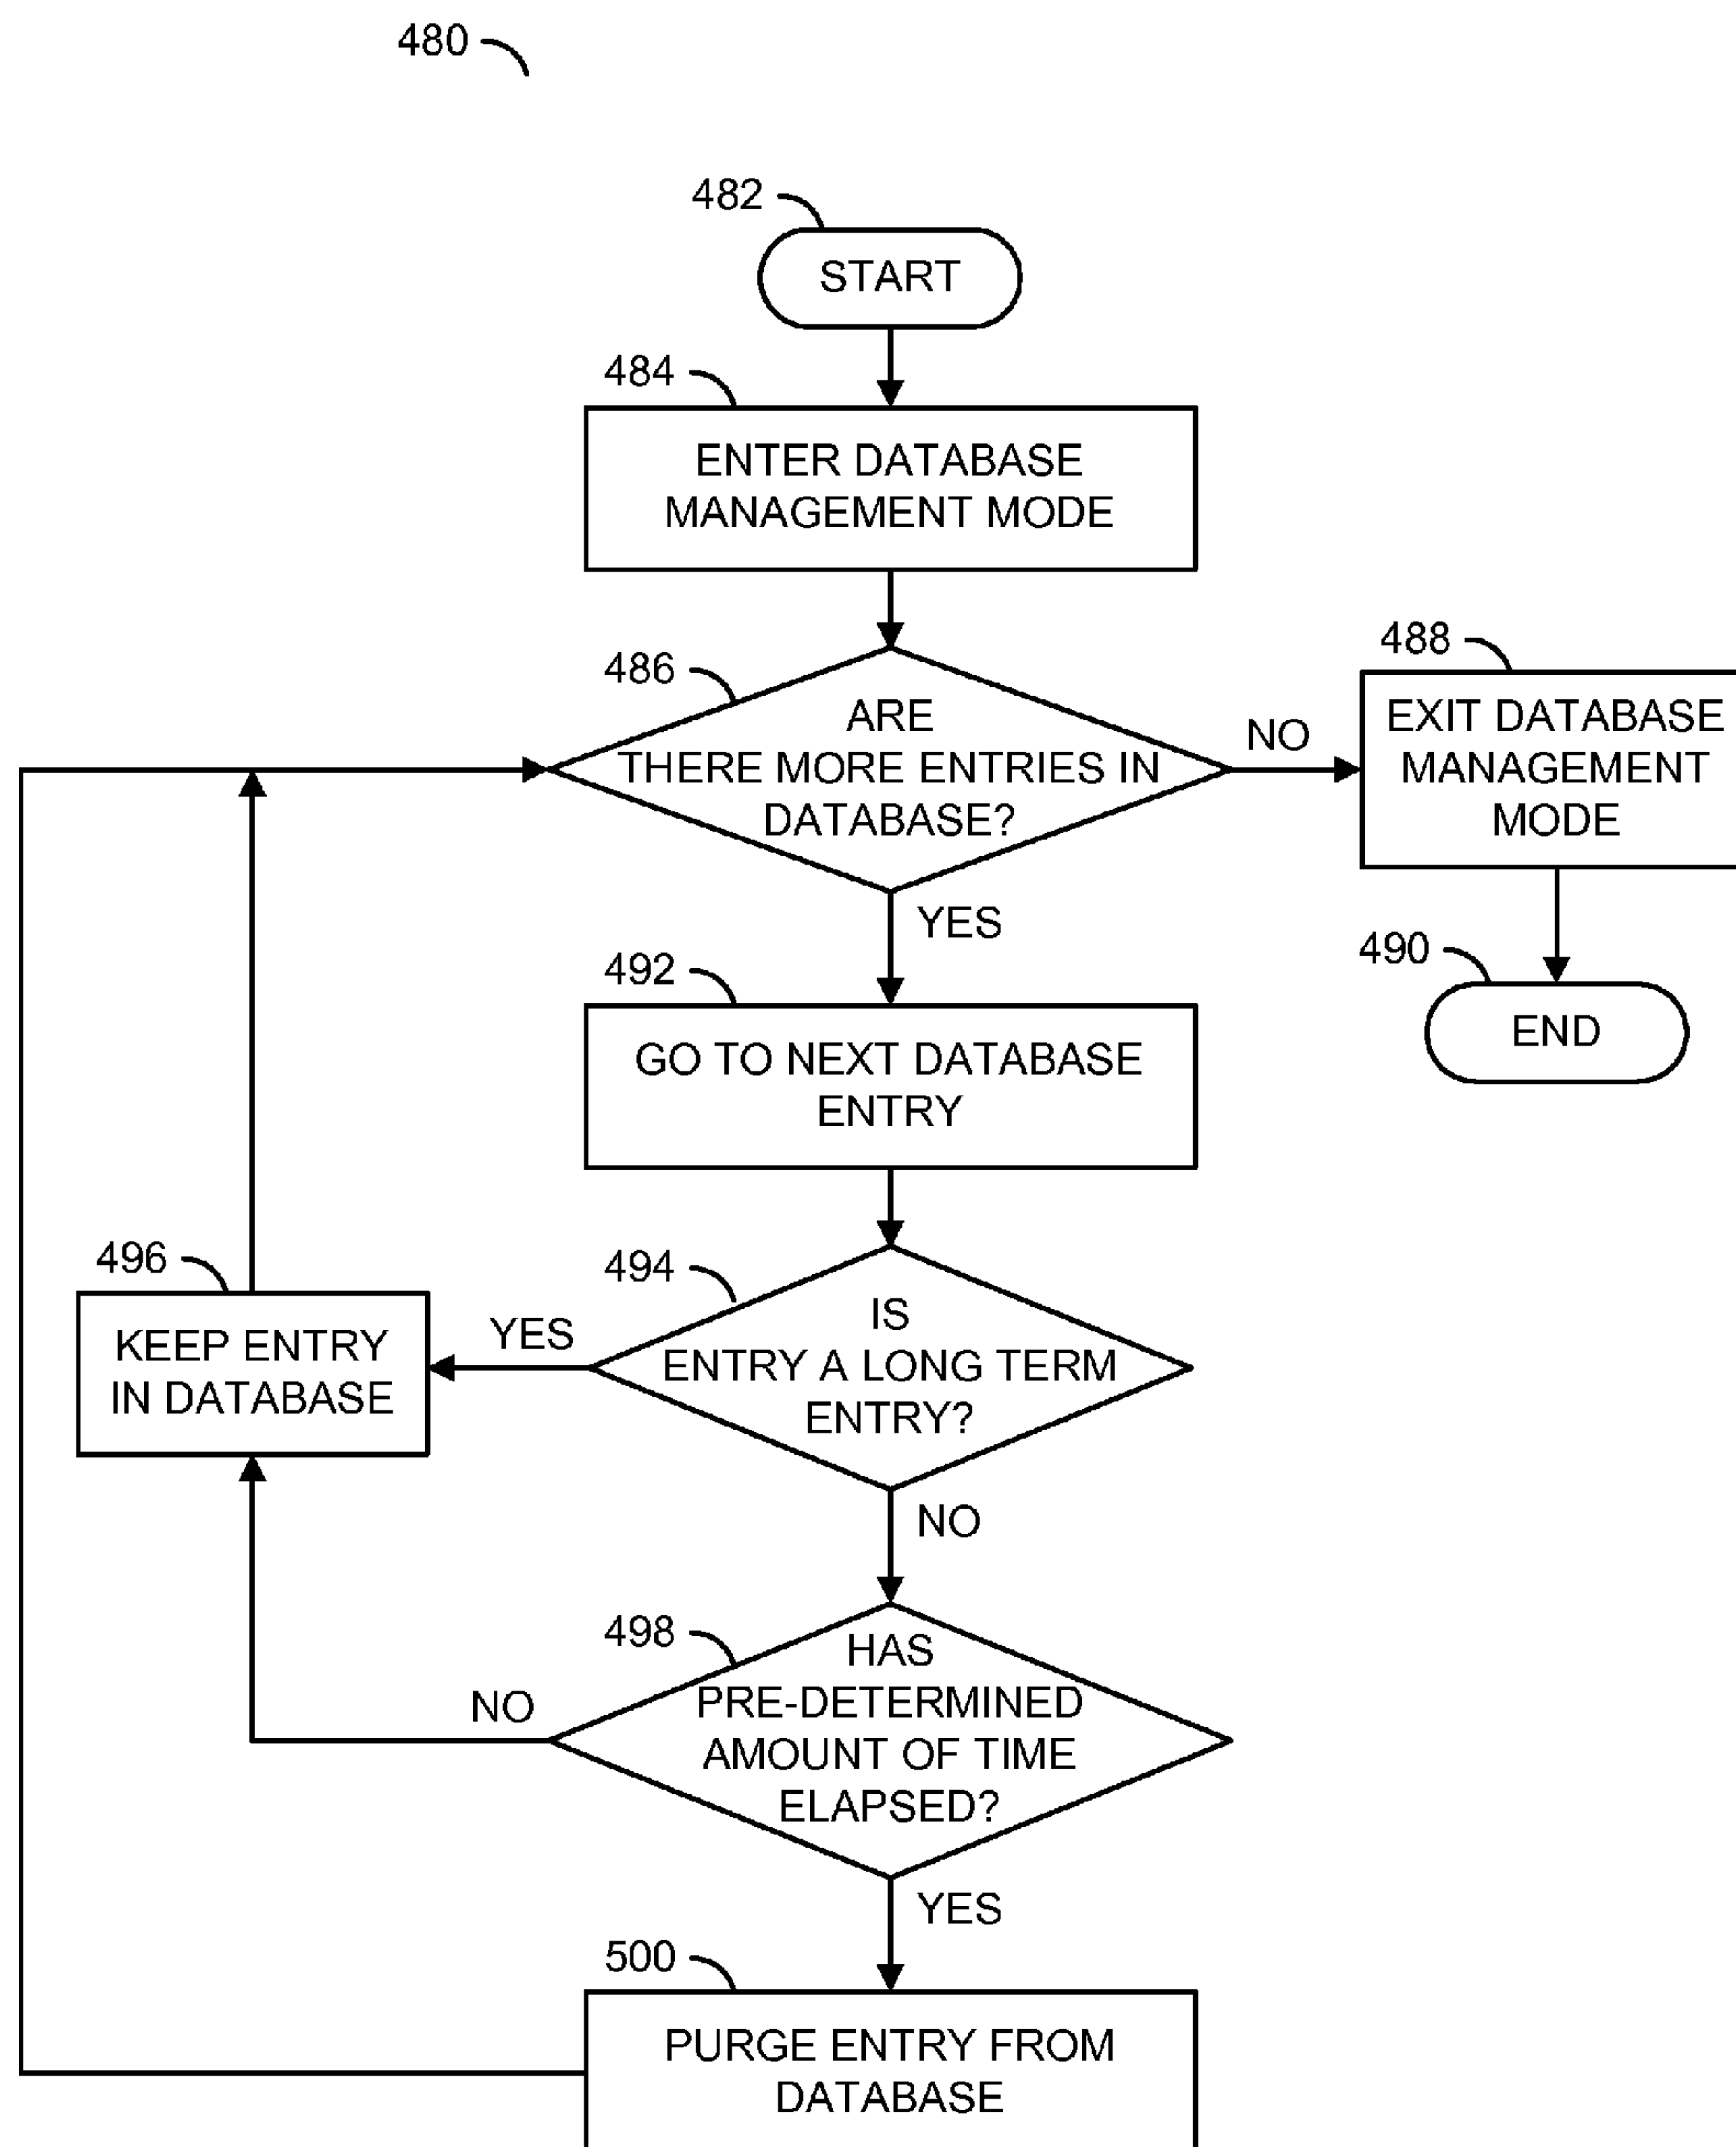 480
482
START
484
ENTER DATABASE
MANAGEMENT MODE
486
ARE
THERE MORE ENTRIES IN
DATABASE?
NO
488
EXIT DATABASE
MANAGEMENT
MODE
490
END
YES
492
GO TO NEXT DATABASE
ENTRY
494
IS
ENTRY A LONG TERM
ENTRY?
YES
496
KEEP ENTRY
IN DATABASE
NO
498
HAS
PRE-DETERMINED
AMOUNT OF TIME
ELAPSED?
NO
YES
500
PURGE ENTRY FROM
DATABASE